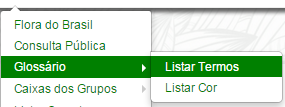 Flora do Brasil
Consulta Pública
Glossário
Listar Termos
Caixas dos Grupos
Listar Cor